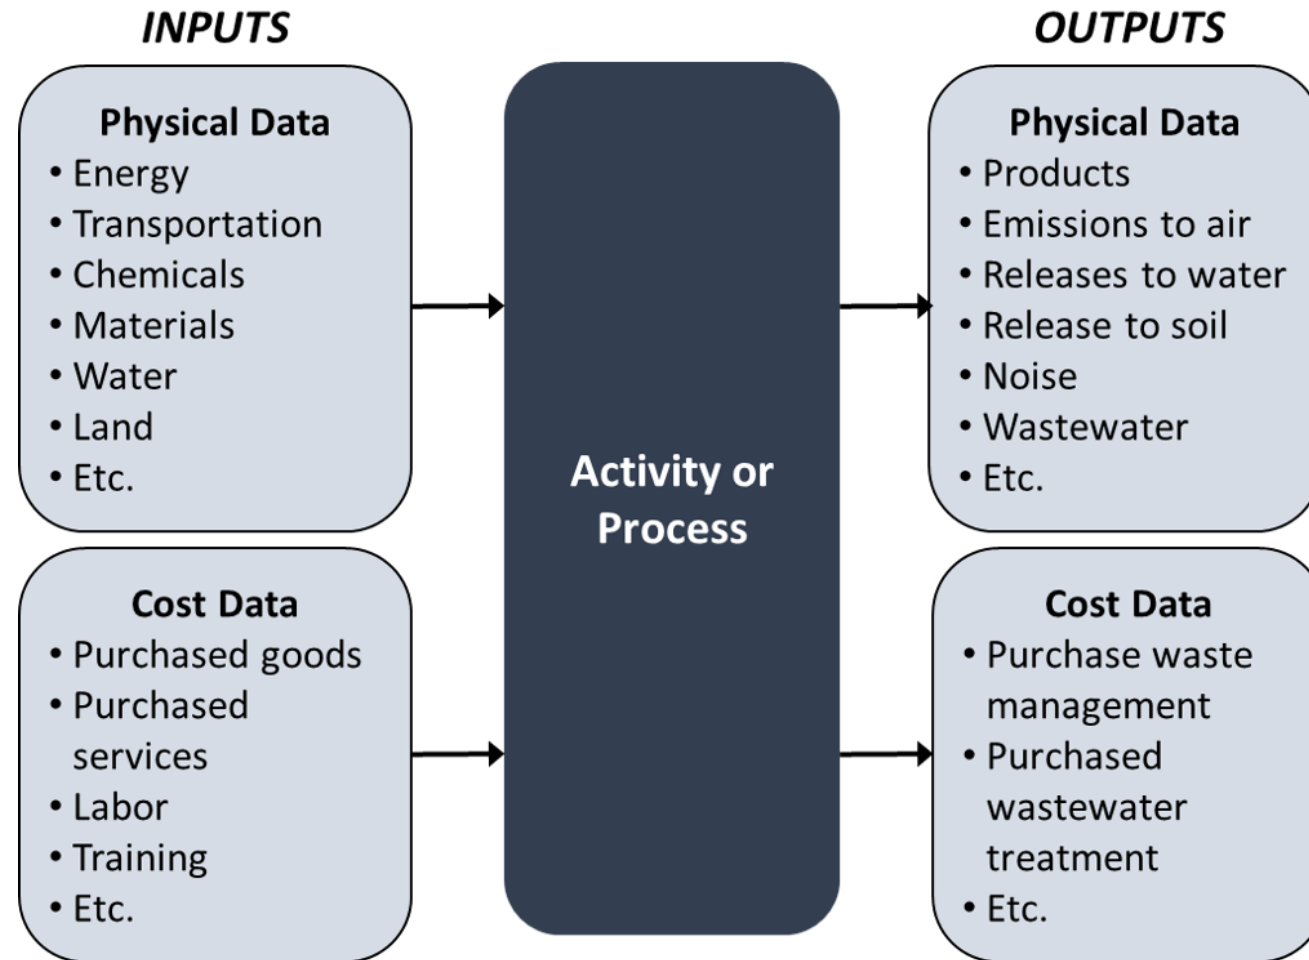 INPUTS
Physical Data
• Energy
• Transportation
• Chemicals
• Materials
• Water
• Land
• Etc.
Cost Data
• Purchased goods
• Purchased
services
• Labor
• Training
• Etc.
Activity or
Process
OUTPUTS
Physical Data
• Products
• Emissions to air
• Releases to water
• Release to soil
• Noise
• Wastewater
• Etc.
Cost Data
• Purchase waste
management
• Purchased
wastewater
treatment
• Etc.